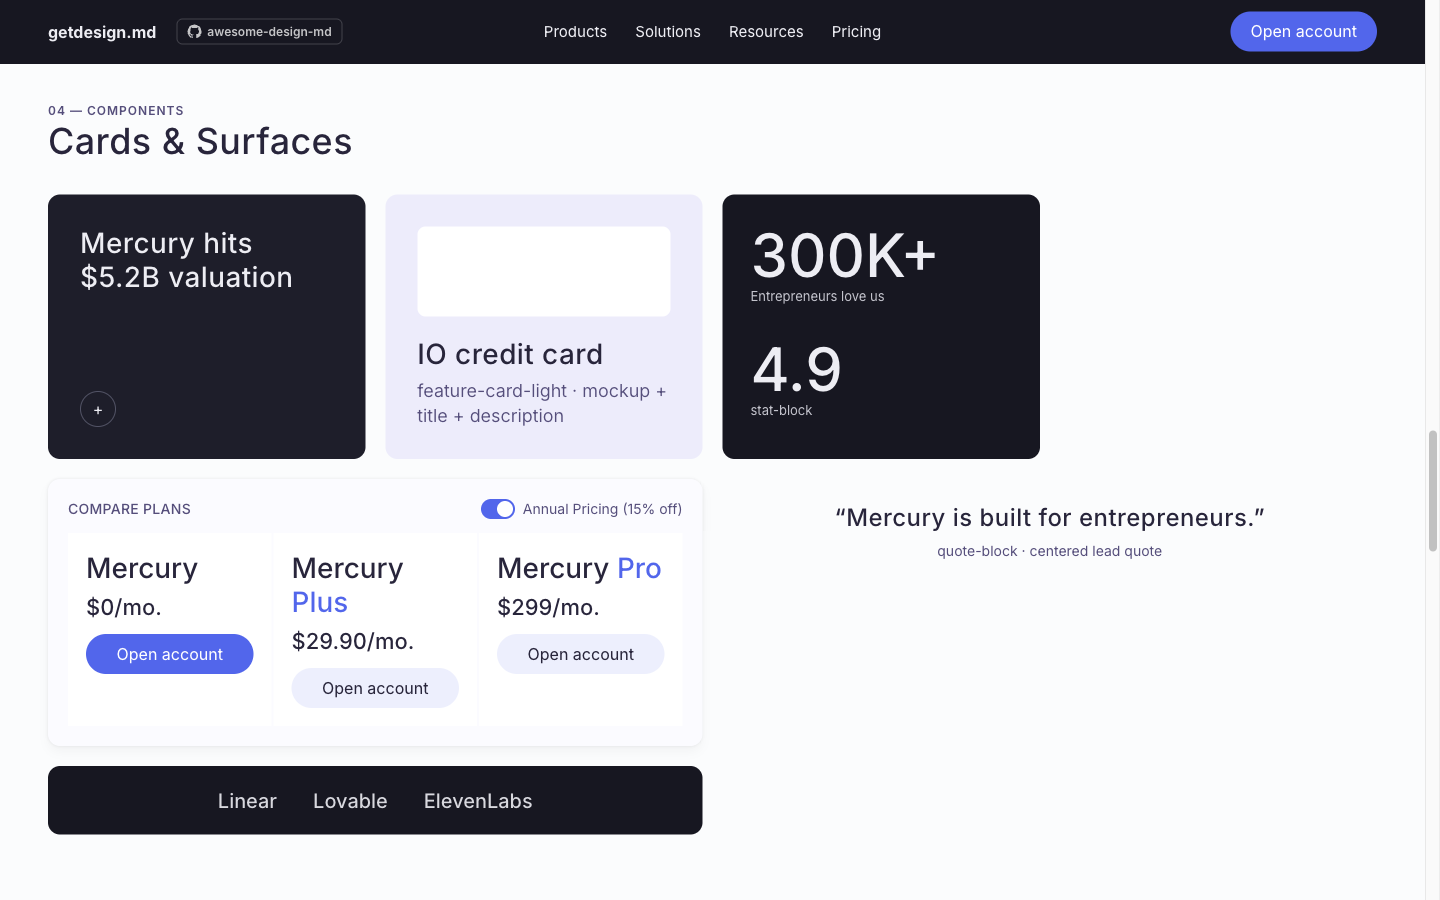 getdesign.md
awesome-design-md
Products
Solutions
Resources
Pricing
Open account
04 — COMPONENTS
Cards & Surfaces
Mercury hits
$5.2B valuation
+
IO credit card
feature-card-light · mockup +
title + description
300K+
Entrepreneurs love us
4.9
stat-block
COMPARE PLANS
Annual Pricing (15% off)
Mercury
$0/mo.
Open account
Mercury
Plus
$29.90/mo.
Open account
Mercury Pro
$299/mo.
Open account
“Mercury is built for entrepreneurs.”
quote-block · centered lead quote
Linear
Lovable
ElevenLabs